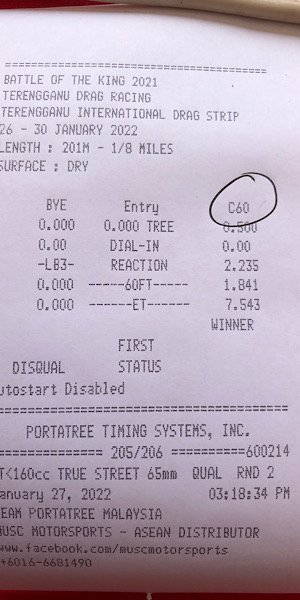 =====================================
BATTLE OF THE KING 2021
TERENGGANU DRAG RACING
TERENGGANU INTERNATIONAL DRAG STRIP
26 - 30 JANUARY 2022
LENGTH : 201M - 1/8 MILES
SURFACE : DRY
BYE Entry C60
0.000 0.000 TREE 0.500
0.00 DIAL-IN 0.00
-LB3- REACTION 2.235
0.000 ------60FT------ 1.841
0.000 -------ET------- 7.543
WINNER
FIRST
DISQUAL STATUS
utostart Disabled
=====================================
PORTATREE TIMING SYSTEMS, INC.
============= 205/206 ==========600214
T<160cc TRUE STREET 65mm QUAL RND 2
anuary 27, 2022 03:18:34 PM
EAM PORTATREE MALAYSIA
MUSC MOTORSPORTS - ASEAN DISTRIBUTOR
www.facebook.com/muscmotorsports
+6016-6681490